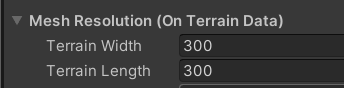 Mesh Resolution (On Terrain Data)
Terrain Width 300
Terrain Length 300